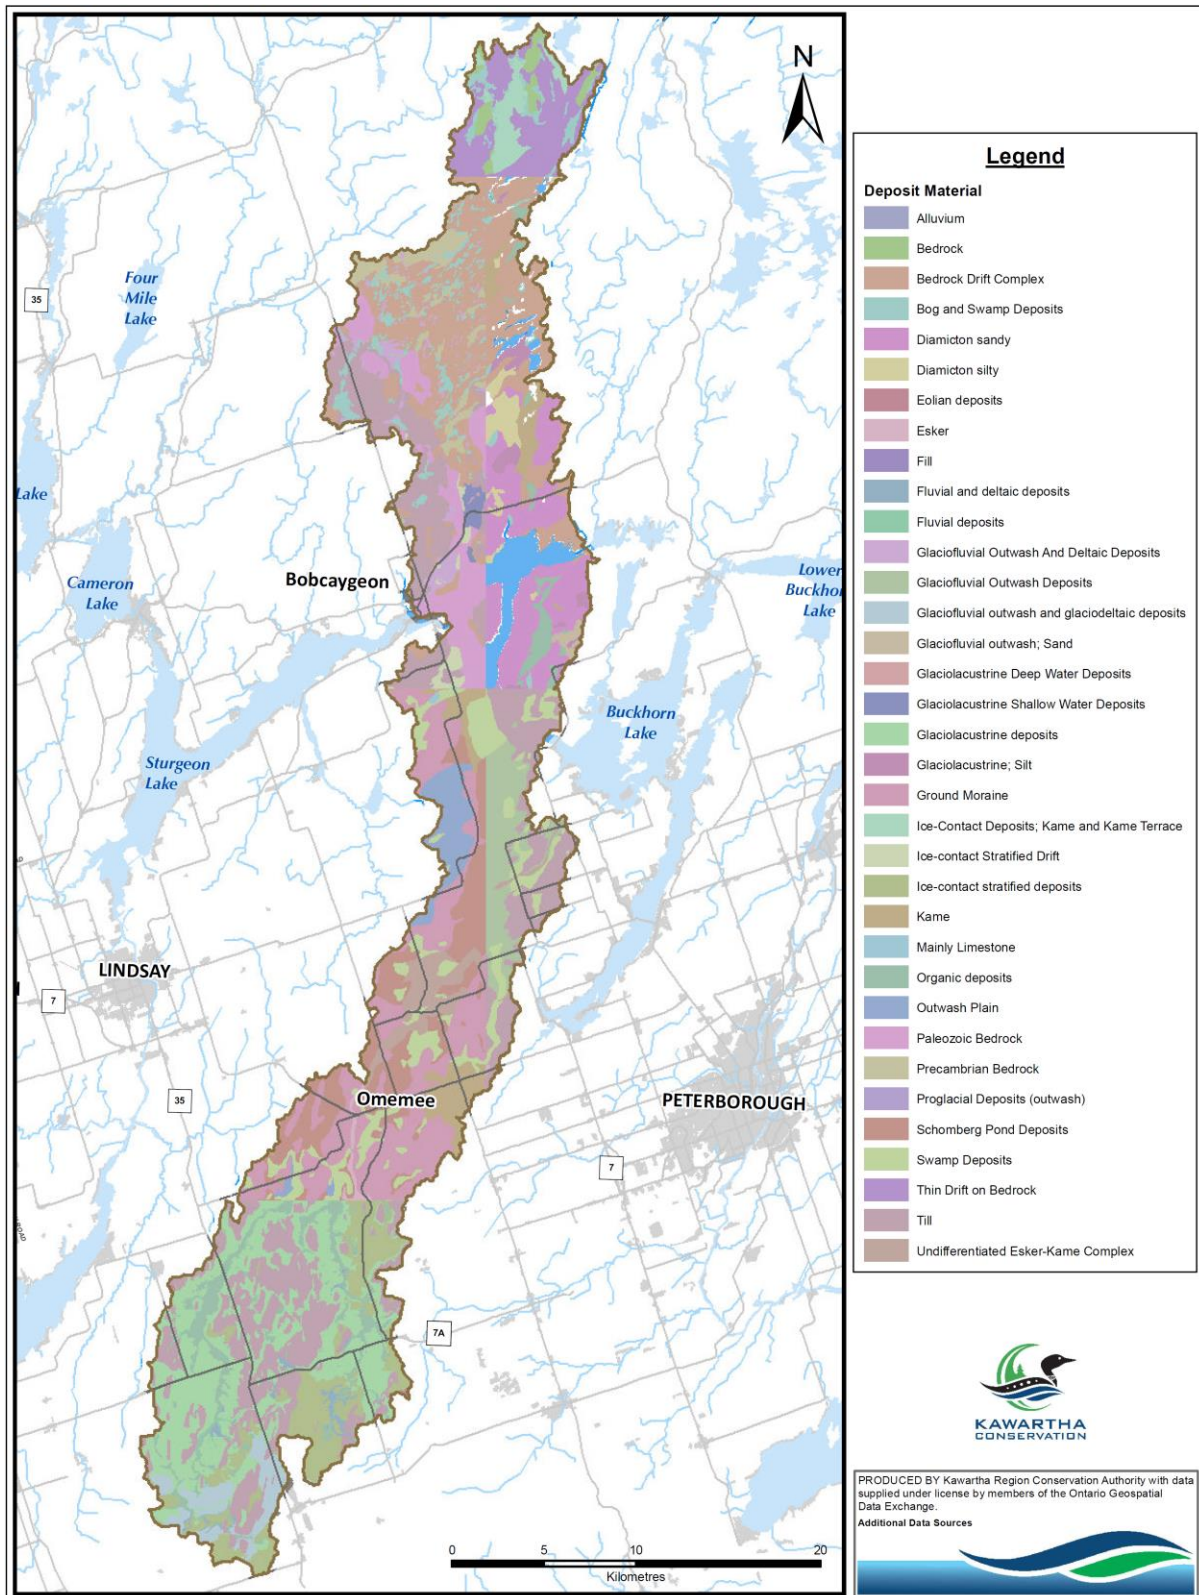 N
35
Four
Mile
Lake
Lake
Cameron
Lake
Bobcaygeon
Lower
Buckhor
Lake
Buckhorn
Lake
Sturgeon
Lake
LINDSAY
7
35
Omemee
PETERBOROUGH
7
7A
0 5 10 20
Kilometres
Legend
Deposit Material
Alluvium
Bedrock
Bedrock Drift Complex
Bog and Swamp Deposits
Diamicton sandy
Diamicton silty
Eolian deposits
Esker
Fill
Fluvial and deltaic deposits
Fluvial deposits
Glaciofluvial Outwash And Deltaic Deposits
Glaciofluvial Outwash Deposits
Glaciofluvial outwash and glaciodeltaic deposits
Glaciofluvial outwash; Sand
Glaciolacustrine Deep Water Deposits
Glaciolacustrine Shallow Water Deposits
Glaciolacustrine deposits
Glaciolacustrine; Silt
Ground Moraine
Ice-Contact Deposits; Kame and Kame Terrace
Ice-contact Stratified Drift
Ice-contact stratified deposits
Kame
Mainly Limestone
Organic deposits
Outwash Plain
Paleozoic Bedrock
Precambrian Bedrock
Proglacial Deposits (outwash)
Schomberg Pond Deposits
Swamp Deposits
Thin Drift on Bedrock
Till
Undifferentiated Esker-Kame Complex
KAWARTHA
CONSERVATION
PRODUCED BY Kawartha Region Conservation Authority with data
supplied under license by members of the Ontario Geospatial
Data Exchange.
Additional Data Sources